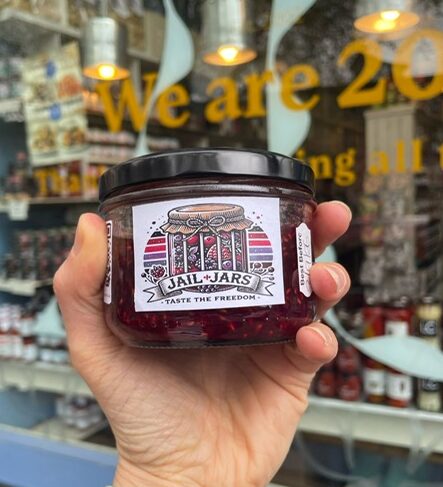 We are 20
ing all
JAIL JARS
TASTE THE FREEDOM
Best Before